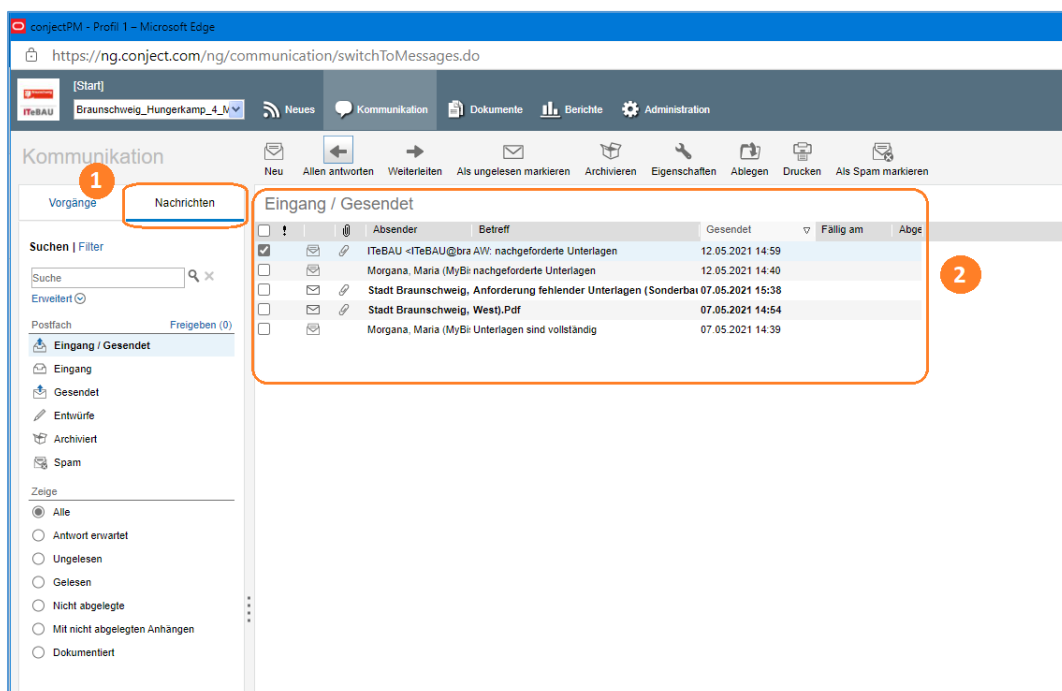 conjectPM - Profil 1 – Microsoft Edge
https://ng.conject.com/ng/communication/switchToMessages.do
[Start]
ITeBAU
Braunschweig_Hungerkamp_4_M
Neues
Kommunikation
Dokumente
Berichte
Administration
Kommunikation
Neu
Allen antworten
Weiterleiten
Als ungelesen markieren
Archivieren
Eigenschaften
Ablegen
Drucken
Als Spam markieren
1
Vorgänge
Nachrichten
Suchen | Filter
Suche
Erweitert
Postfach Freigeben (0)
Eingang / Gesendet
Eingang
Gesendet
Entwürfe
Archiviert
Spam
Zeige
Alle
Antwort erwartet
Ungelesen
Gelesen
Nicht abgelegte
Mit nicht abgelegten Anhängen
Dokumentiert
Eingang / Gesendet
! Absender Betreff Gesendet Fällig am Abge
ITeBAU <ITeBAU@bra AW: nachgeforderte Unterlagen 12.05.2021 14:59
Morgana, Maria (MyBi: nachgeforderte Unterlagen 12.05.2021 14:40
Stadt Braunschweig, Anforderung fehlender Unterlagen (Sonderbau 07.05.2021 15:38
Stadt Braunschweig, West).Pdf 07.05.2021 14:54
Morgana, Maria (MyBi: Unterlagen sind vollständig 07.05.2021 14:39
2